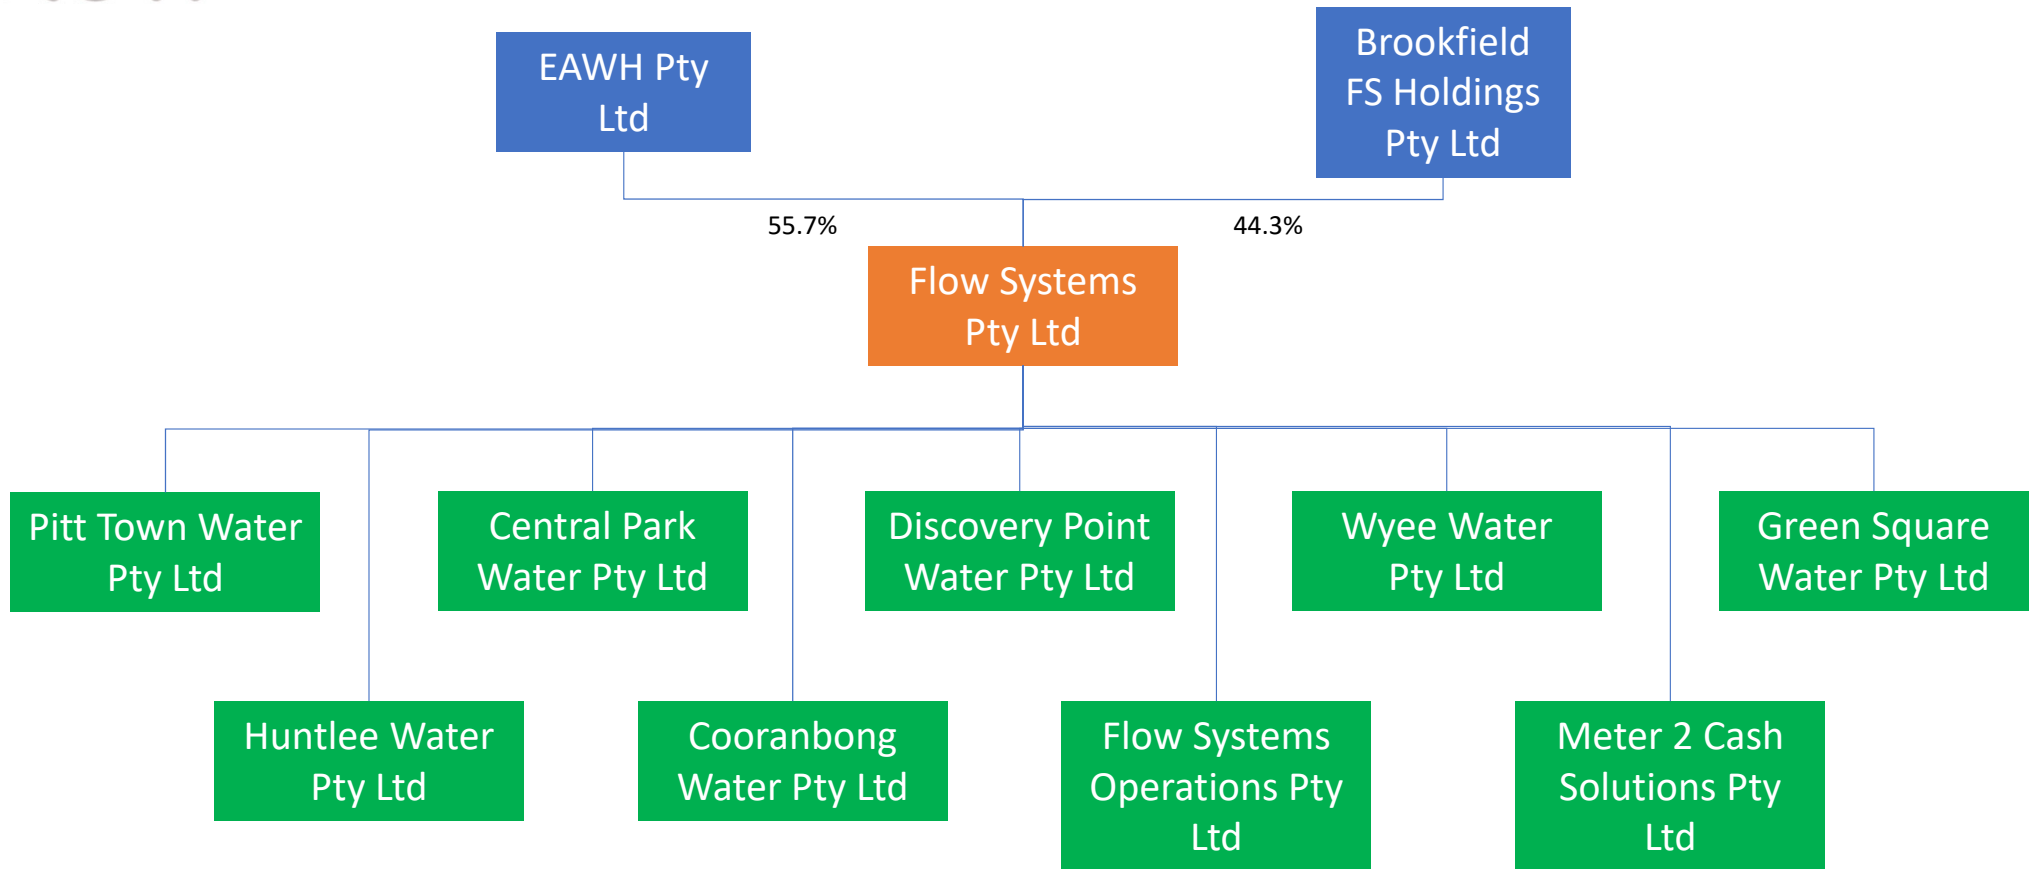 EAWH Pty
Ltd
Brookfield
FS Holdings
Pty Ltd
55.7%
44.3%
Flow Systems
Pty Ltd
Pitt Town Water
Pty Ltd
Central Park
Water Pty Ltd
Discovery Point
Water Pty Ltd
Wyee Water
Pty Ltd
Green Square
Water Pty Ltd
Huntlee Water
Pty Ltd
Cooranbong
Water Pty Ltd
Flow Systems
Operations Pty
Ltd
Meter 2 Cash
Solutions Pty
Ltd